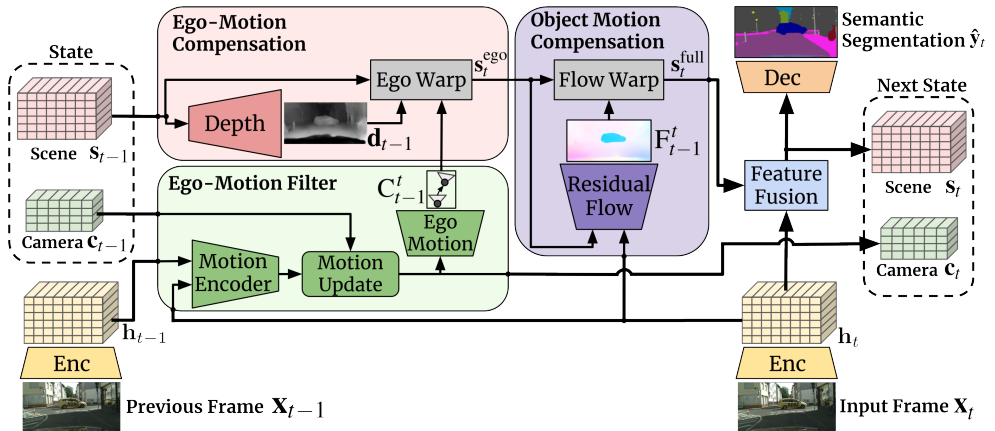 State
Scene s_{t−1}
Camera c_{t−1}
h_{t−1}
Enc
Previous Frame X_{t−1}
Ego-Motion
Compensation
Depth
d_{t−1}
Ego Warp
s_t^{ego}
Ego-Motion Filter
Motion
Encoder
Motion
Update
C_{t−1}^t
Ego
Motion
Object Motion
Compensation
Flow Warp
s_t^{full}
F_{t−1}^t
Residual
Flow
Semantic
Segmentation ŷ_t
Dec
Feature
Fusion
Next State
Scene s_t
Camera c_t
h_t
Enc
Input Frame X_t